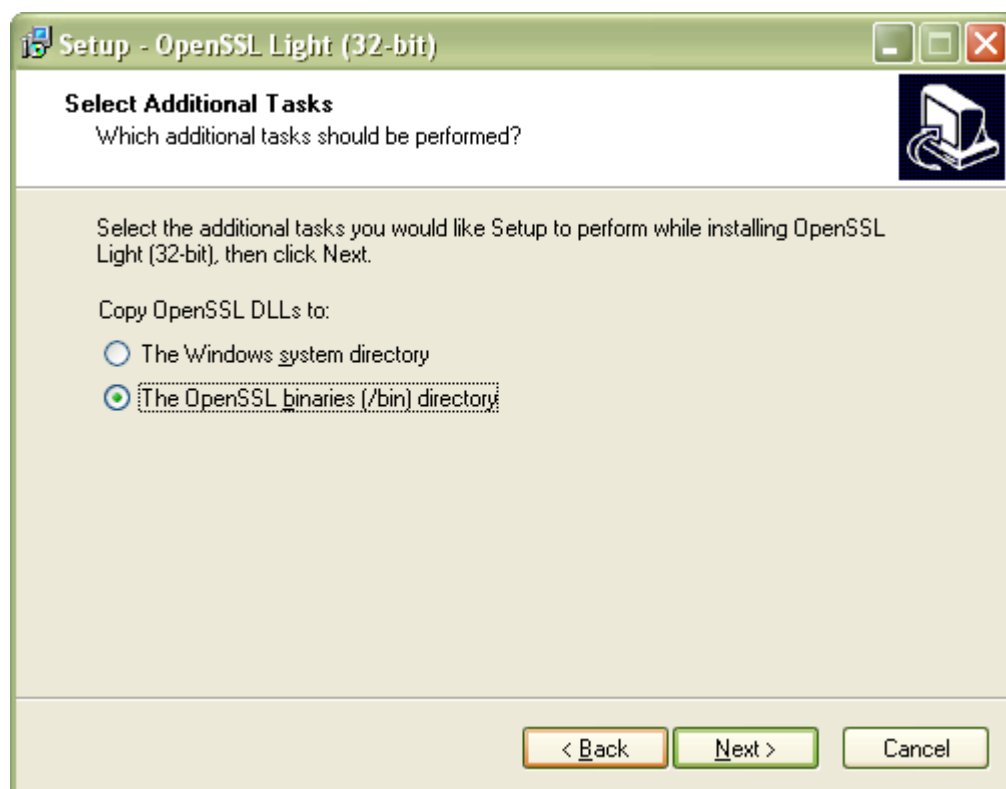 Setup - OpenSSL Light (32-bit)
Select Additional Tasks
Which additional tasks should be performed?
Select the additional tasks you would like Setup to perform while installing OpenSSL
Light (32-bit), then click Next.
Copy OpenSSL DLLs to:
The Windows system directory
The OpenSSL binaries (/bin) directory
< Back
Next >
Cancel